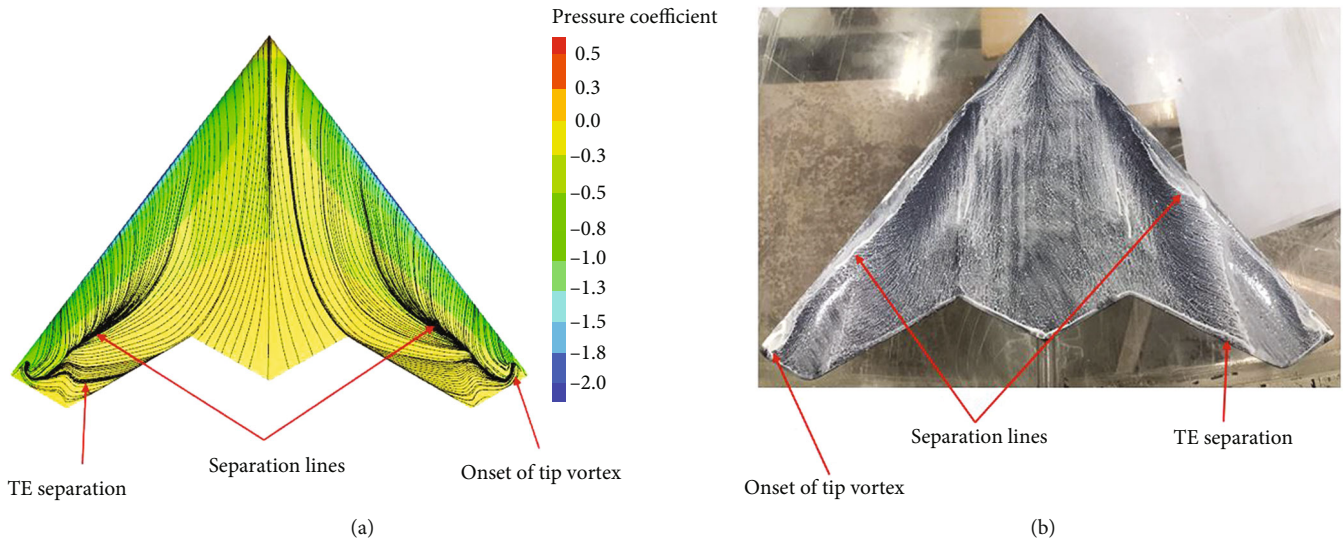 Pressure coefficient
0.5
0.3
0.0
–0.3
–0.5
–0.8
–1.0
–1.3
–1.5
–1.8
–2.0
TE separation
Separation lines
Onset of tip vortex
(a)
Separation lines
TE separation
Onset of tip vortex
(b)